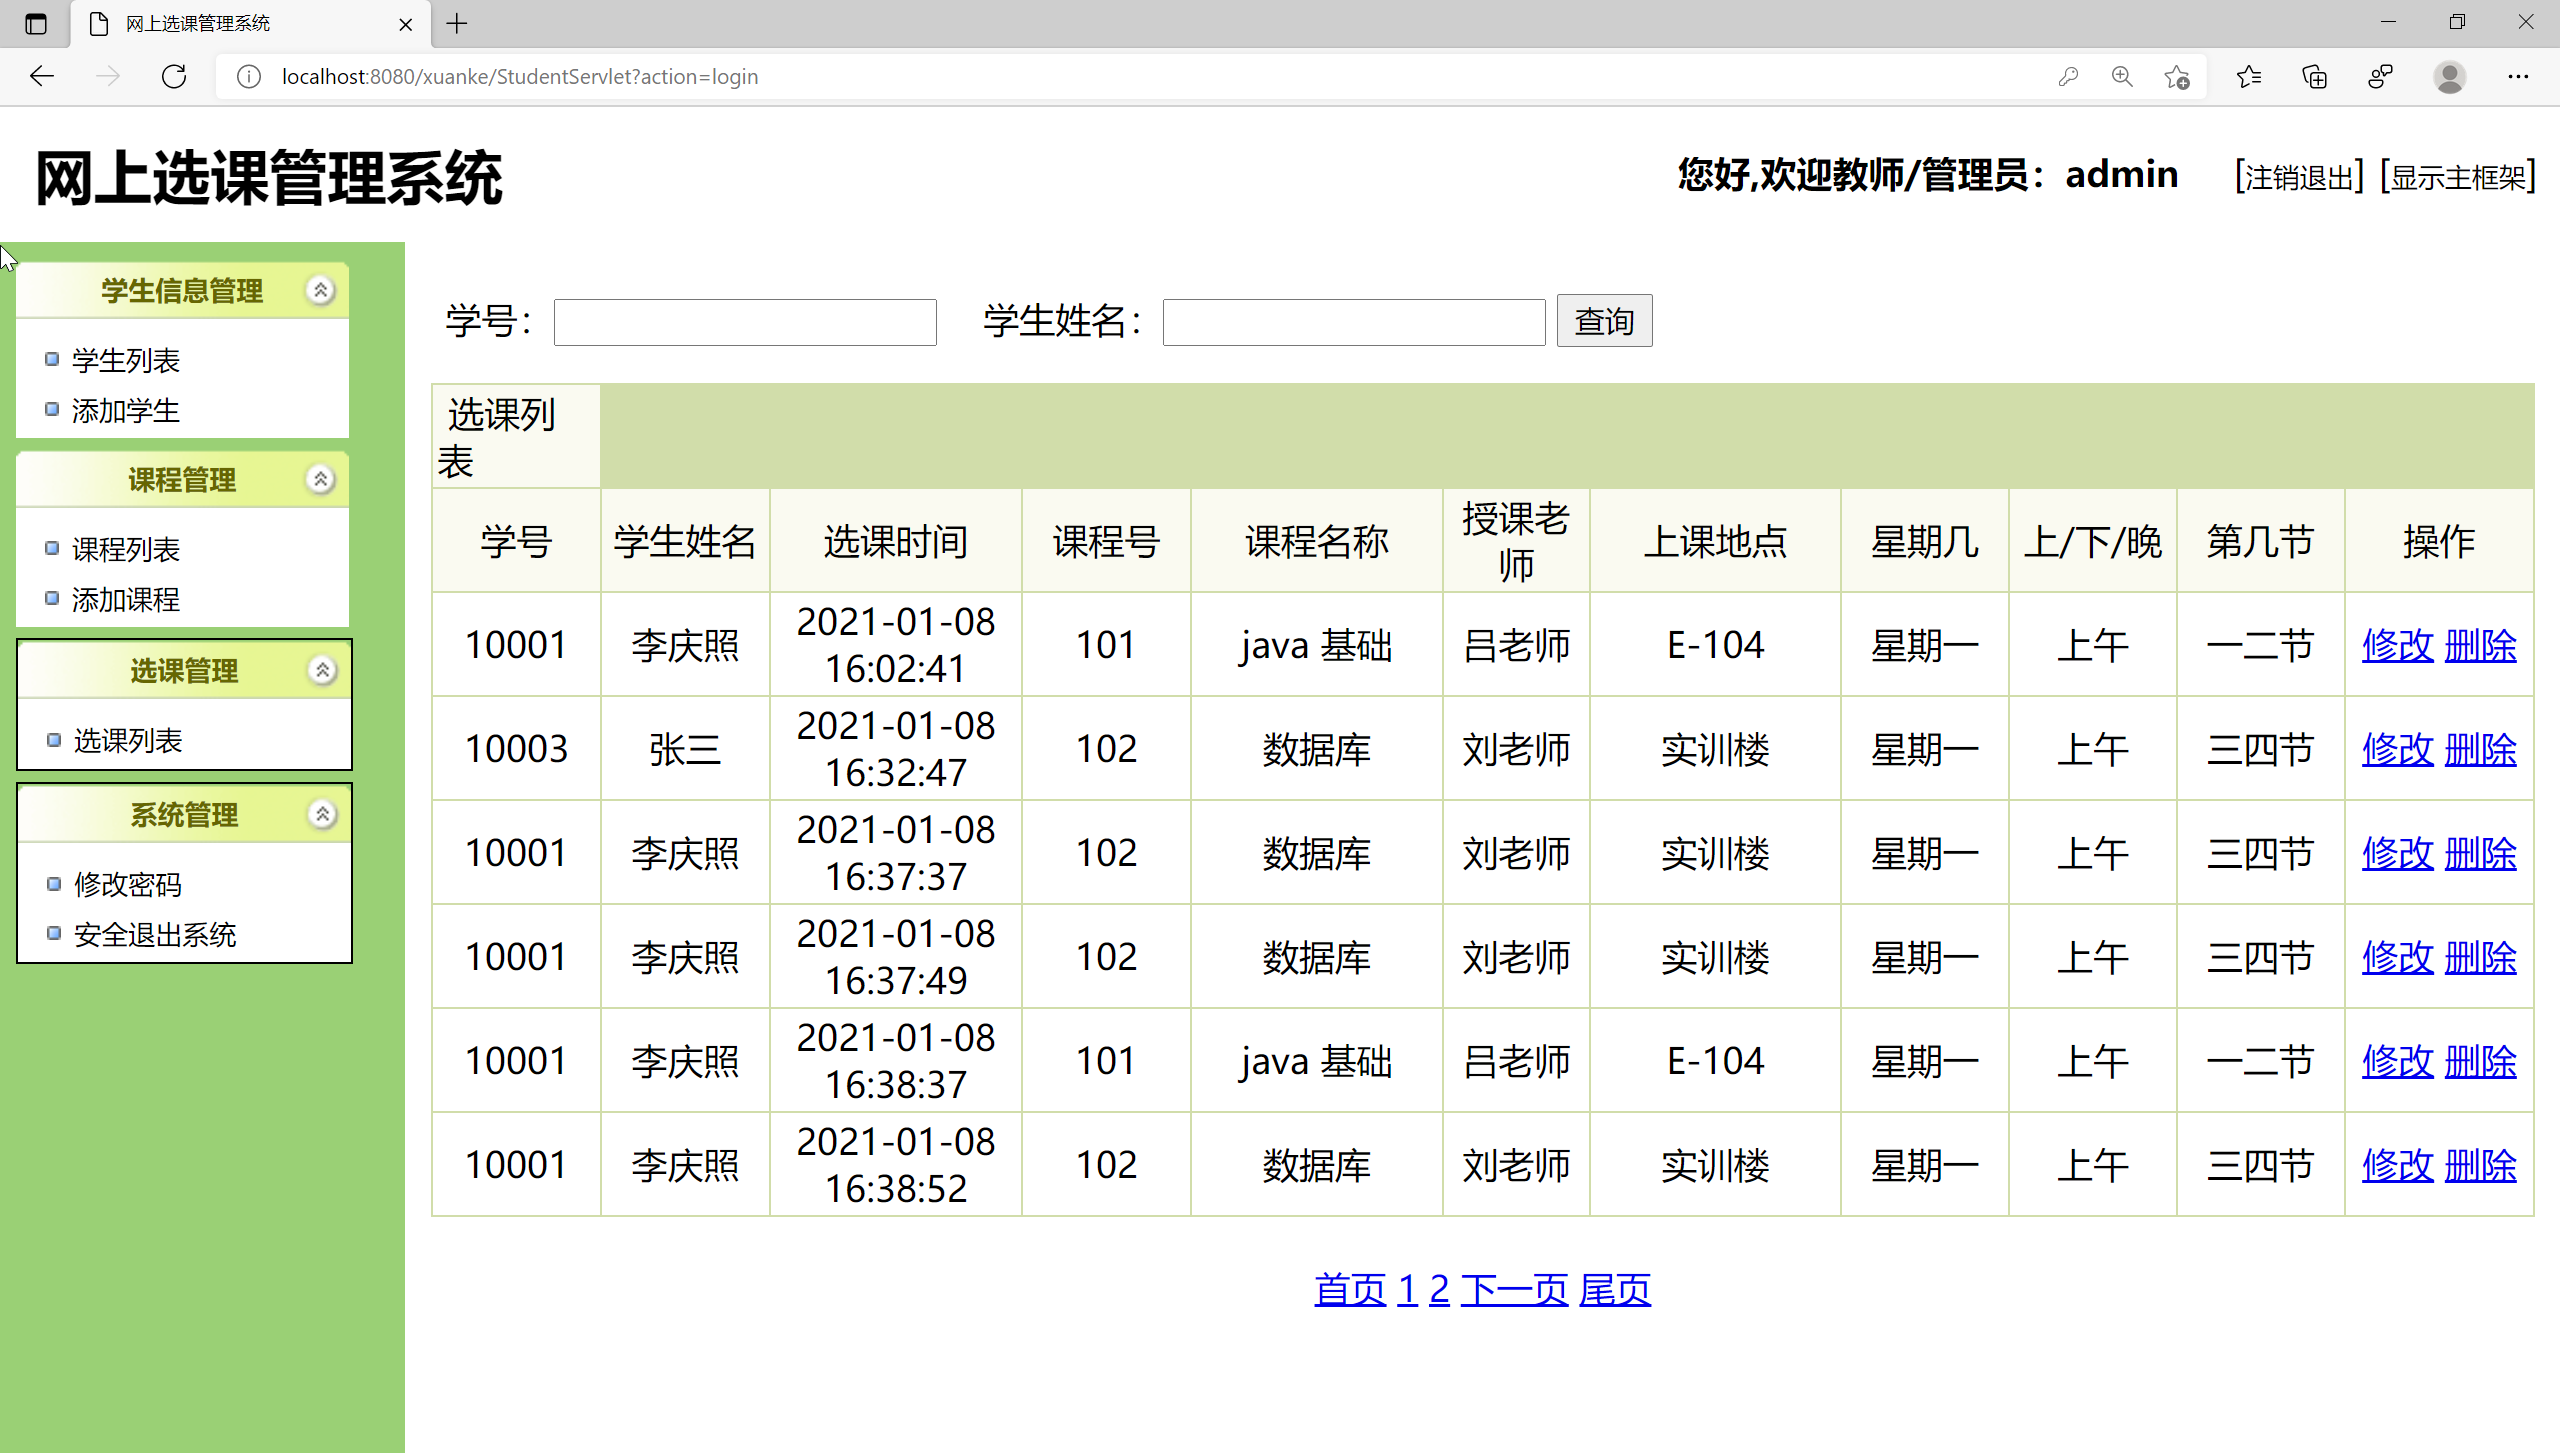 网上选课管理系统
localhost:8080/xuanke/StudentServlet?action=login
网上选课管理系统
您好,欢迎教师/管理员：admin [注销退出] [显示主框架]
学生信息管理
学生列表
添加学生
课程管理
课程列表
添加课程
选课管理
选课列表
系统管理
修改密码
安全退出系统
学号： 学生姓名： 查询
选课列
表
学号 学生姓名 选课时间 课程号 课程名称 授课老
师 上课地点 星期几 上/下/晚 第几节 操作
10001 李庆照 2021-01-08
16:02:41 101 java 基础 吕老师 E-104 星期一 上午 一二节 修改 删除
10003 张三 2021-01-08
16:32:47 102 数据库 刘老师 实训楼 星期一 上午 三四节 修改 删除
10001 李庆照 2021-01-08
16:37:37 102 数据库 刘老师 实训楼 星期一 上午 三四节 修改 删除
10001 李庆照 2021-01-08
16:37:49 102 数据库 刘老师 实训楼 星期一 上午 三四节 修改 删除
10001 李庆照 2021-01-08
16:38:37 101 java 基础 吕老师 E-104 星期一 上午 一二节 修改 删除
10001 李庆照 2021-01-08
16:38:52 102 数据库 刘老师 实训楼 星期一 上午 三四节 修改 删除
首页 1 2 下一页 尾页